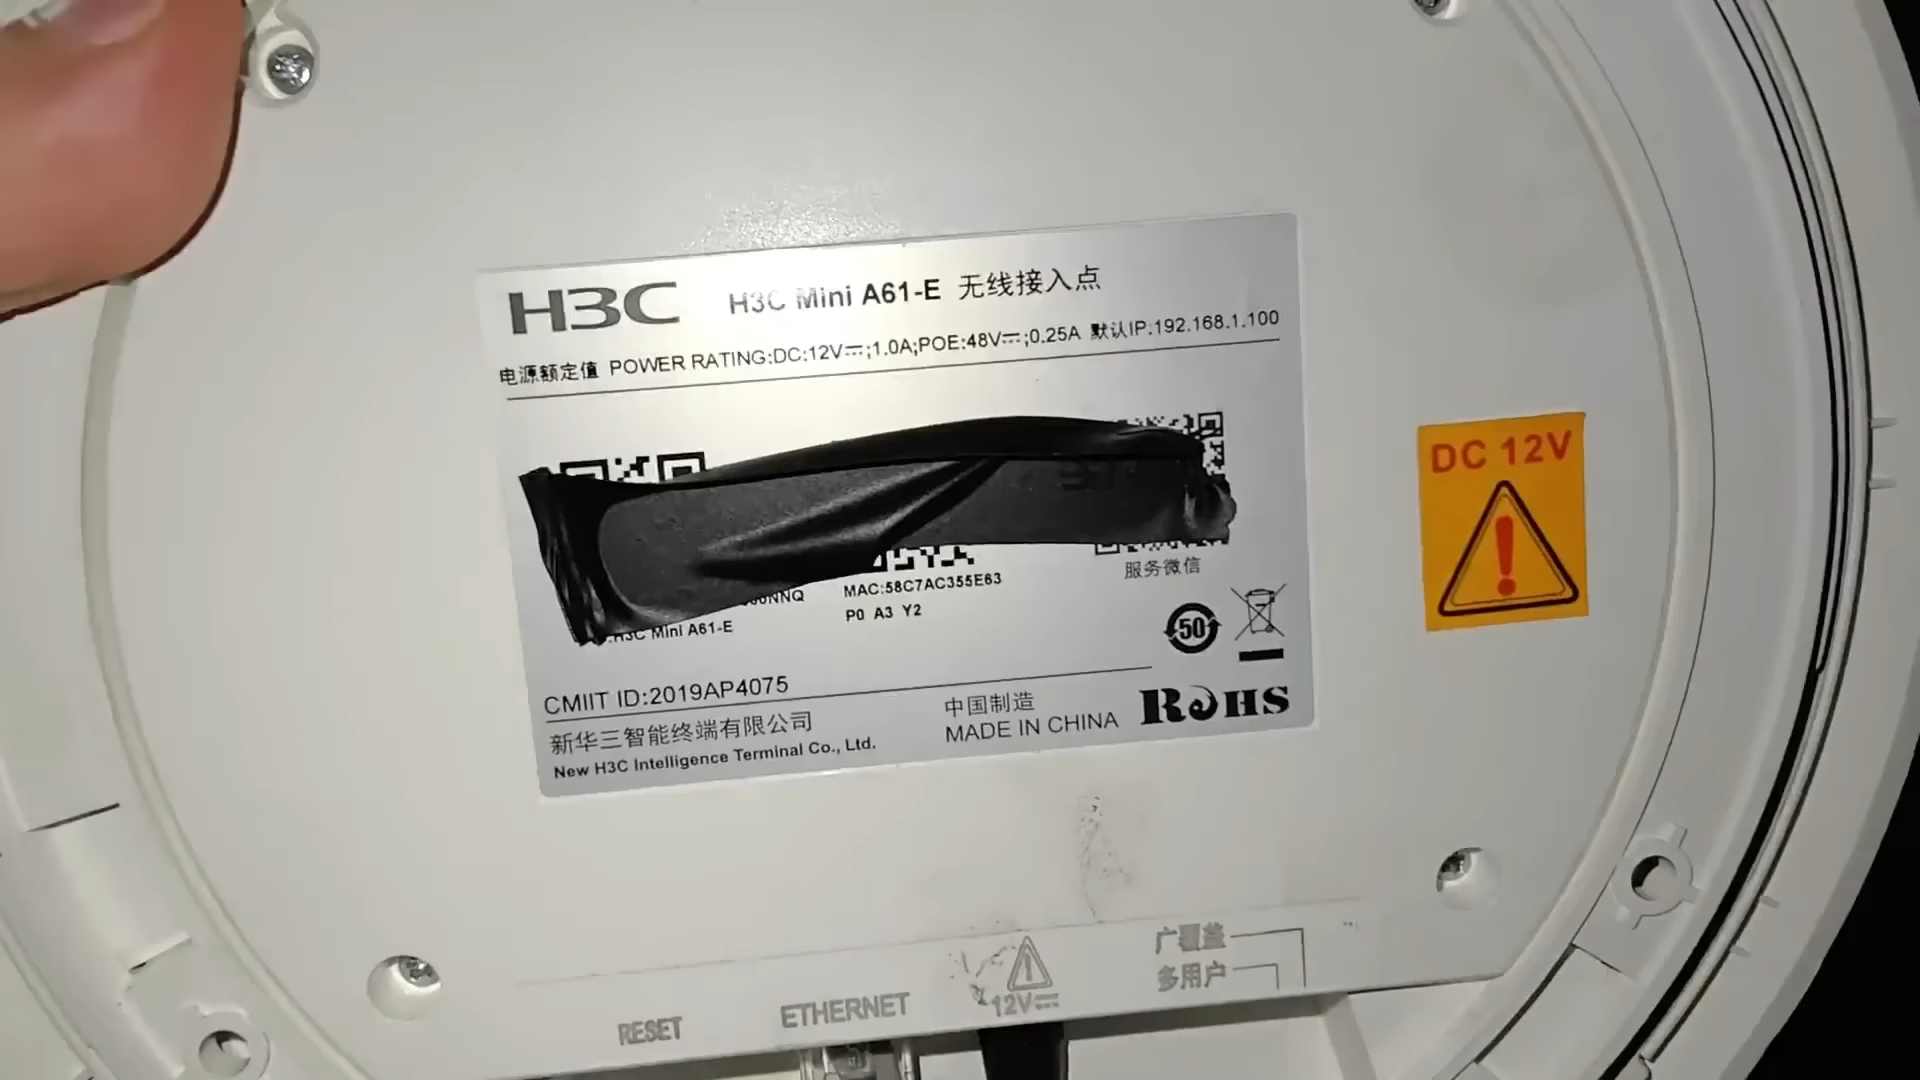 H3C
H3C Mini A61-E 无线接入点
电源额定值 POWER RATING:DC:12V⎓;1.0A;POE:48V⎓;0.25A 默认IP:192.168.1.100
MAC:58C7AC355E63
P0 A3 Y2
H3C Mini A61-E
服务微信
50
CMIIT ID:2019AP4075
新华三智能终端有限公司
New H3C Intelligence Terminal Co., Ltd.
中国制造
MADE IN CHINA
RoHS
DC 12V
RESET
ETHERNET
12V⎓
广覆盖
多用户